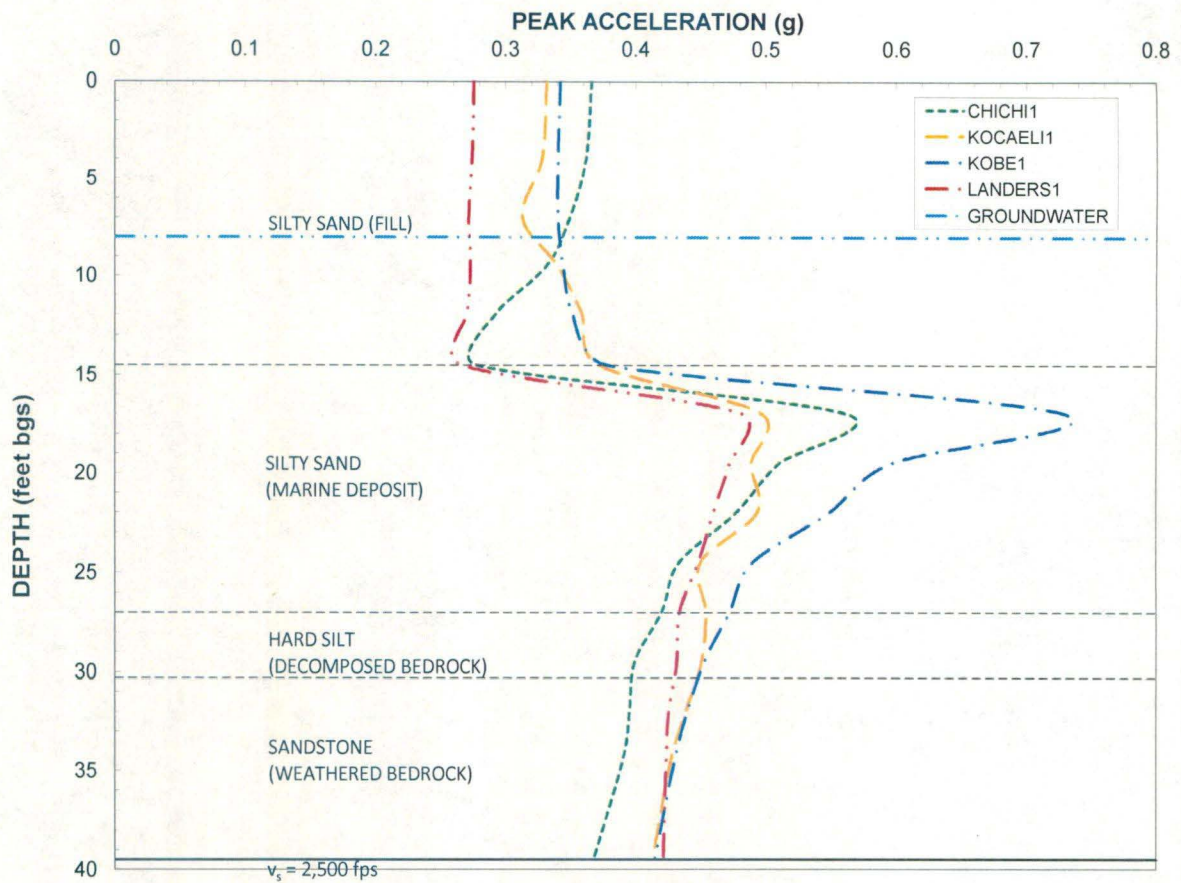 PEAK ACCELERATION (g)
0 0.1 0.2 0.3 0.4 0.5 0.6 0.7 0.8
0
CHICHI1
KOCAELI1
KOBE1
LANDERS1
GROUNDWATER
5
SILTY SAND (FILL)
10
15
DEPTH (feet bgs)
SILTY SAND
(MARINE DEPOSIT)
20
25
HARD SILT
(DECOMPOSED BEDROCK)
30
SANDSTONE
(WEATHERED BEDROCK)
35
40
vs = 2,500 fps